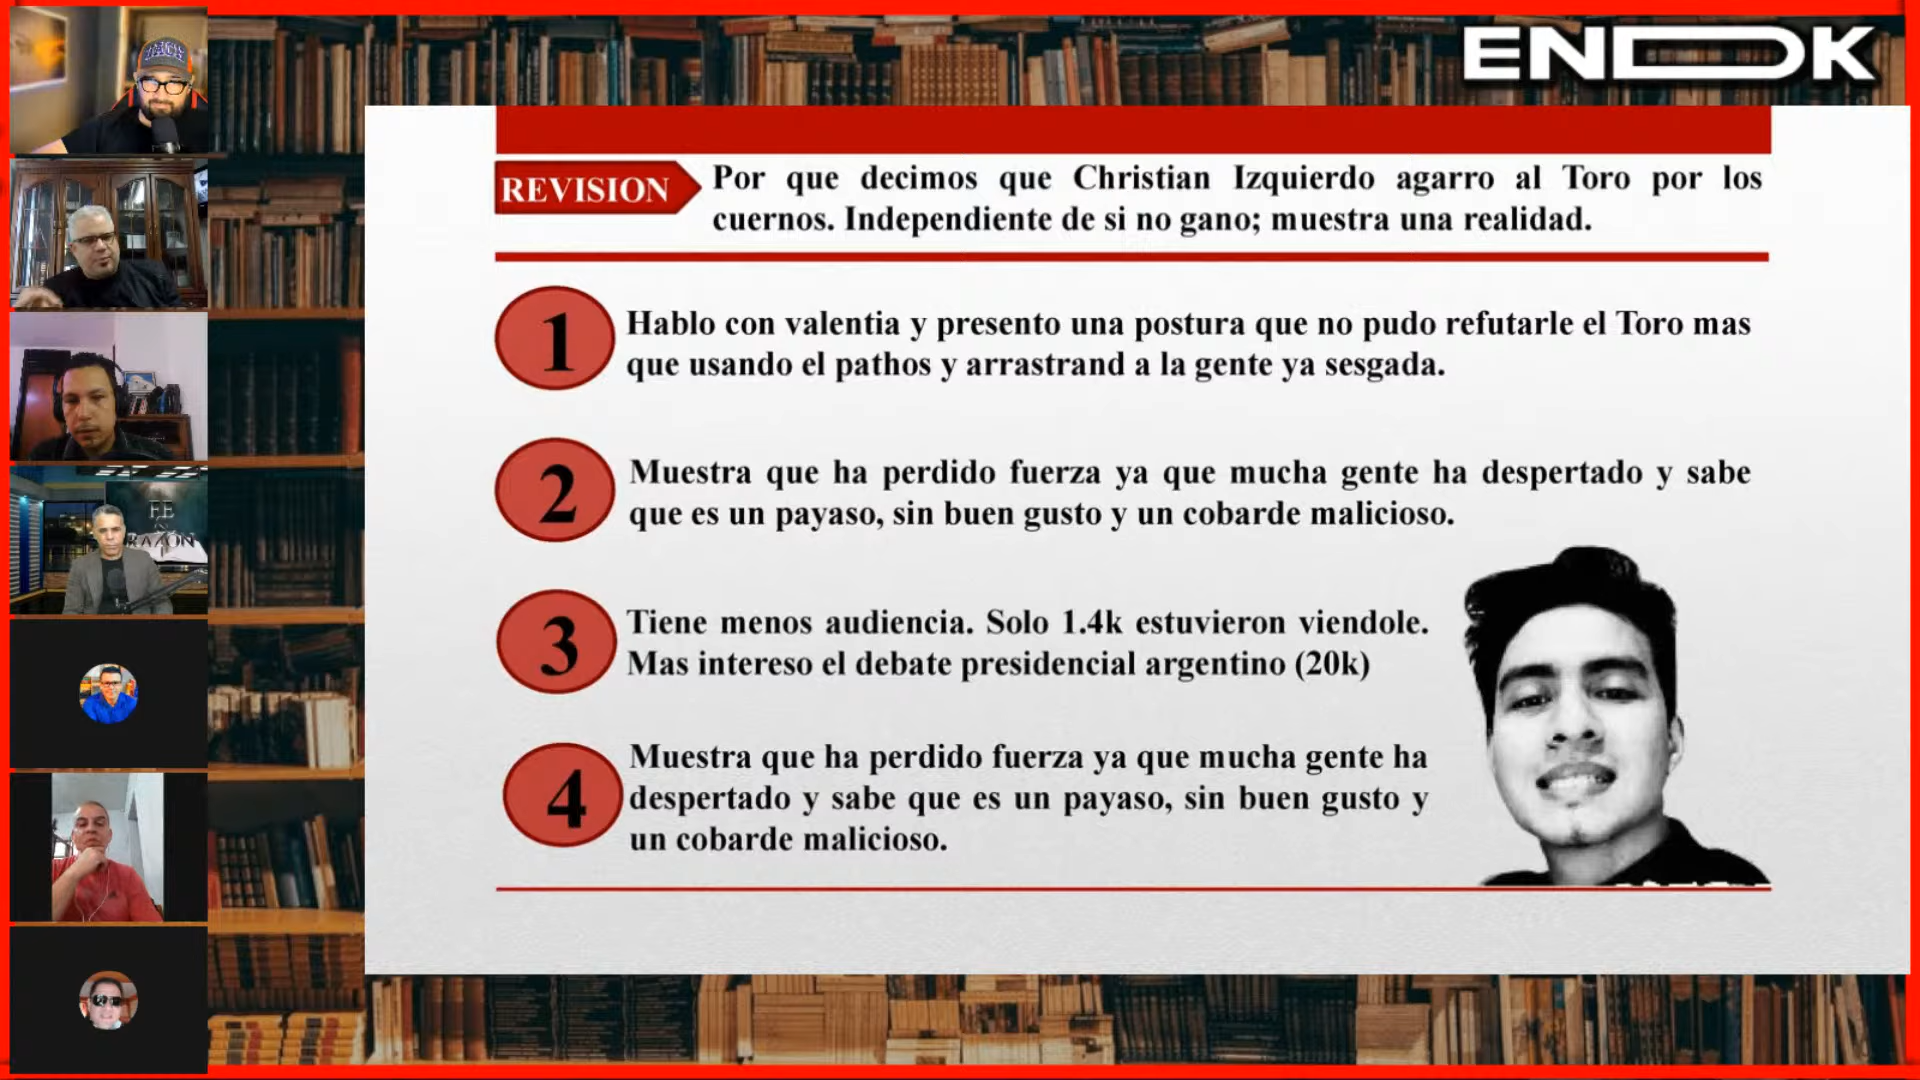 ENDK
REVISION
Por que decimos que Christian Izquierdo agarro al Toro por los
cuernos. Independiente de si no gano; muestra una realidad.
1
Hablo con valentia y presento una postura que no pudo refutarle el Toro mas
que usando el pathos y arrastrand a la gente ya sesgada.
2
Muestra que ha perdido fuerza ya que mucha gente ha despertado y sabe
que es un payaso, sin buen gusto y un cobarde malicioso.
3
Tiene menos audiencia. Solo 1.4k estuvieron viendole.
Mas intereso el debate presidencial argentino (20k)
4
Muestra que ha perdido fuerza ya que mucha gente ha
despertado y sabe que es un payaso, sin buen gusto y
un cobarde malicioso.
FE
RAZÓN